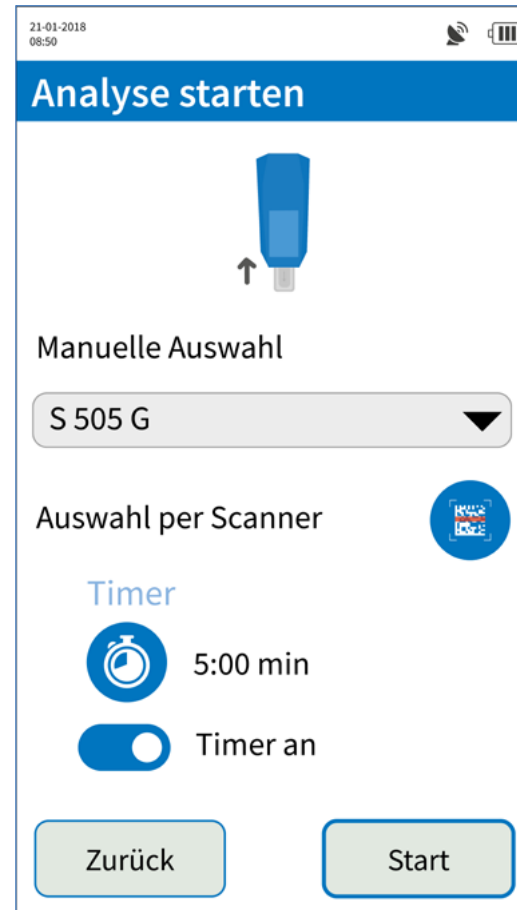 21-01-2018
08:50
Analyse starten
Manuelle Auswahl
S 505 G
Auswahl per Scanner
Timer
5:00 min
Timer an
Zurück
Start